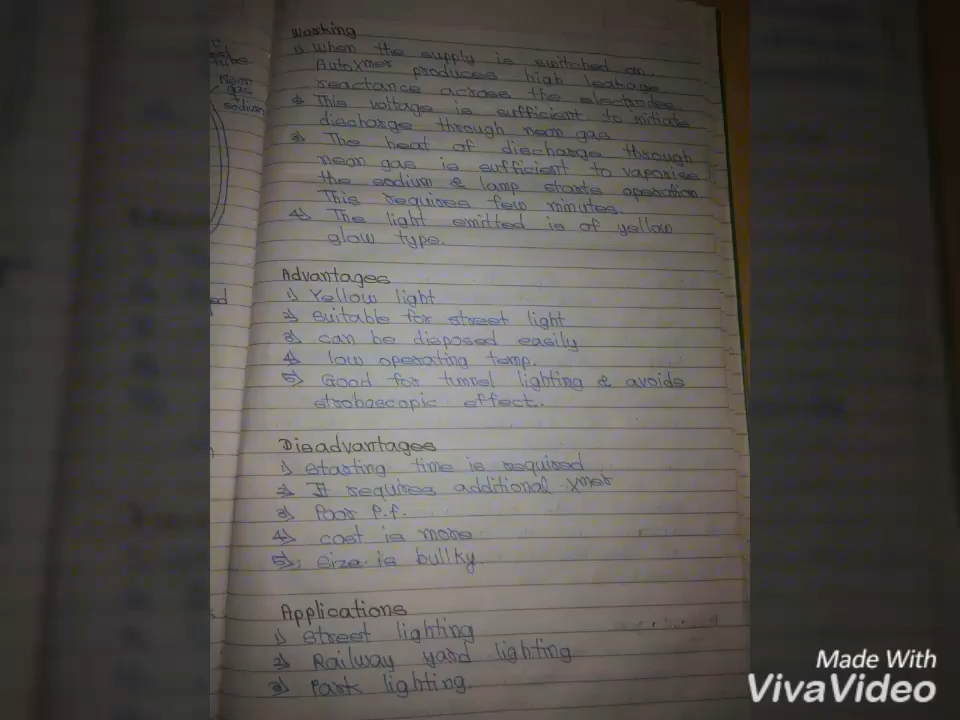 Working
1) When the supply is switched on.
Autoxmer produces high leakage
reactance across the electrodes.
2) This voltage is sufficient to initiate
discharge through neon gas
3) The heat of discharge through
neon gas is sufficient to vaporise
the sodium & lamp starts operation
This requires few minutes.
4) The light emitted is of yellow
glow type.
Advantages
1) Yellow light
2) suitable for street light
3) can be disposed easily
4) low operating temp.
5) Good for tunnel lighting & avoids
stroboscopic effect.
Disadvantages
1) starting time is required
2) It requires additional xmer
3) Poor P.f.
4) cost is more
5) size is bullky
Applications
1) street lighting
2) Railway yard lighting
3) Park lighting.
tube
neon
gas
sodium
Made With
VivaVideo